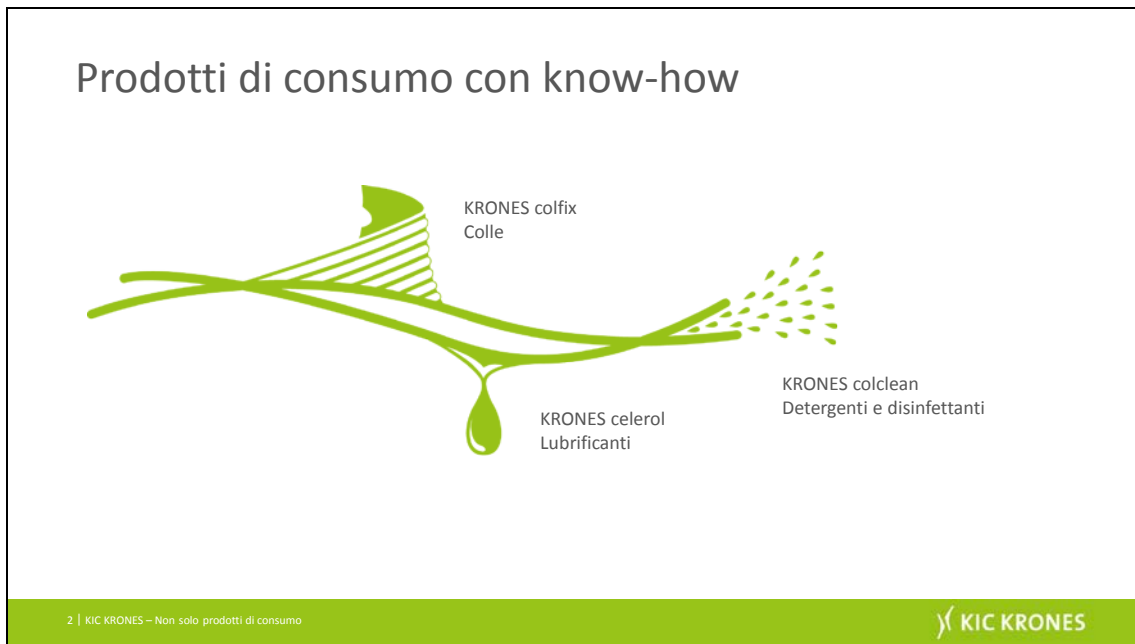 Prodotti di consumo con know-how
KRONES colfix
Colle
KRONES colclean
Detergenti e disinfettanti
KRONES celerol
Lubrificanti
2 | KIC KRONES – Non solo prodotti di consumo
KIC KRONES